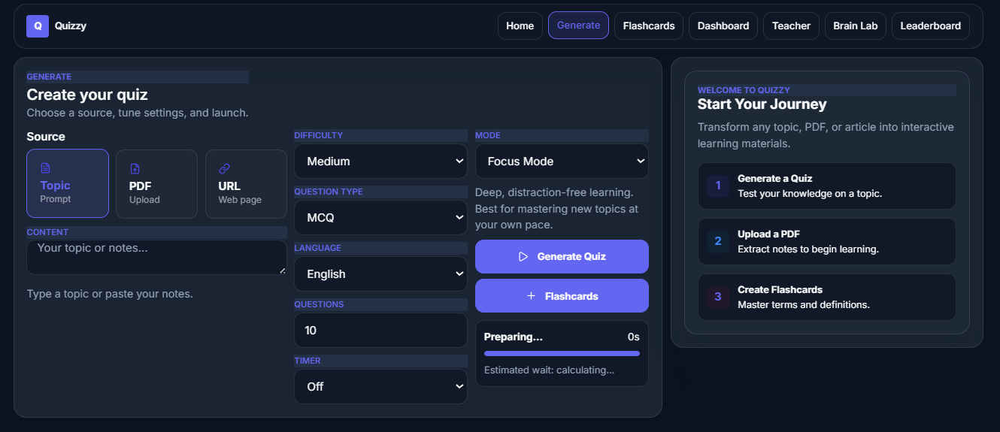 Q Quizzy
Home Generate Flashcards Dashboard Teacher Brain Lab Leaderboard
GENERATE
Create your quiz
Choose a source, tune settings, and launch.
Source
Topic
Prompt
PDF
Upload
URL
Web page
CONTENT
Your topic or notes...
Type a topic or paste your notes.
DIFFICULTY
Medium
QUESTION TYPE
MCQ
LANGUAGE
English
QUESTIONS
10
TIMER
Off
MODE
Focus Mode
Deep, distraction-free learning.
Best for mastering new topics at
your own pace.
Generate Quiz
Flashcards
Preparing... 0s
Estimated wait: calculating...
WELCOME TO QUIZZY
Start Your Journey
Transform any topic, PDF, or article into interactive
learning materials.
1
Generate a Quiz
Test your knowledge on a topic.
2
Upload a PDF
Extract notes to begin learning.
3
Create Flashcards
Master terms and definitions.